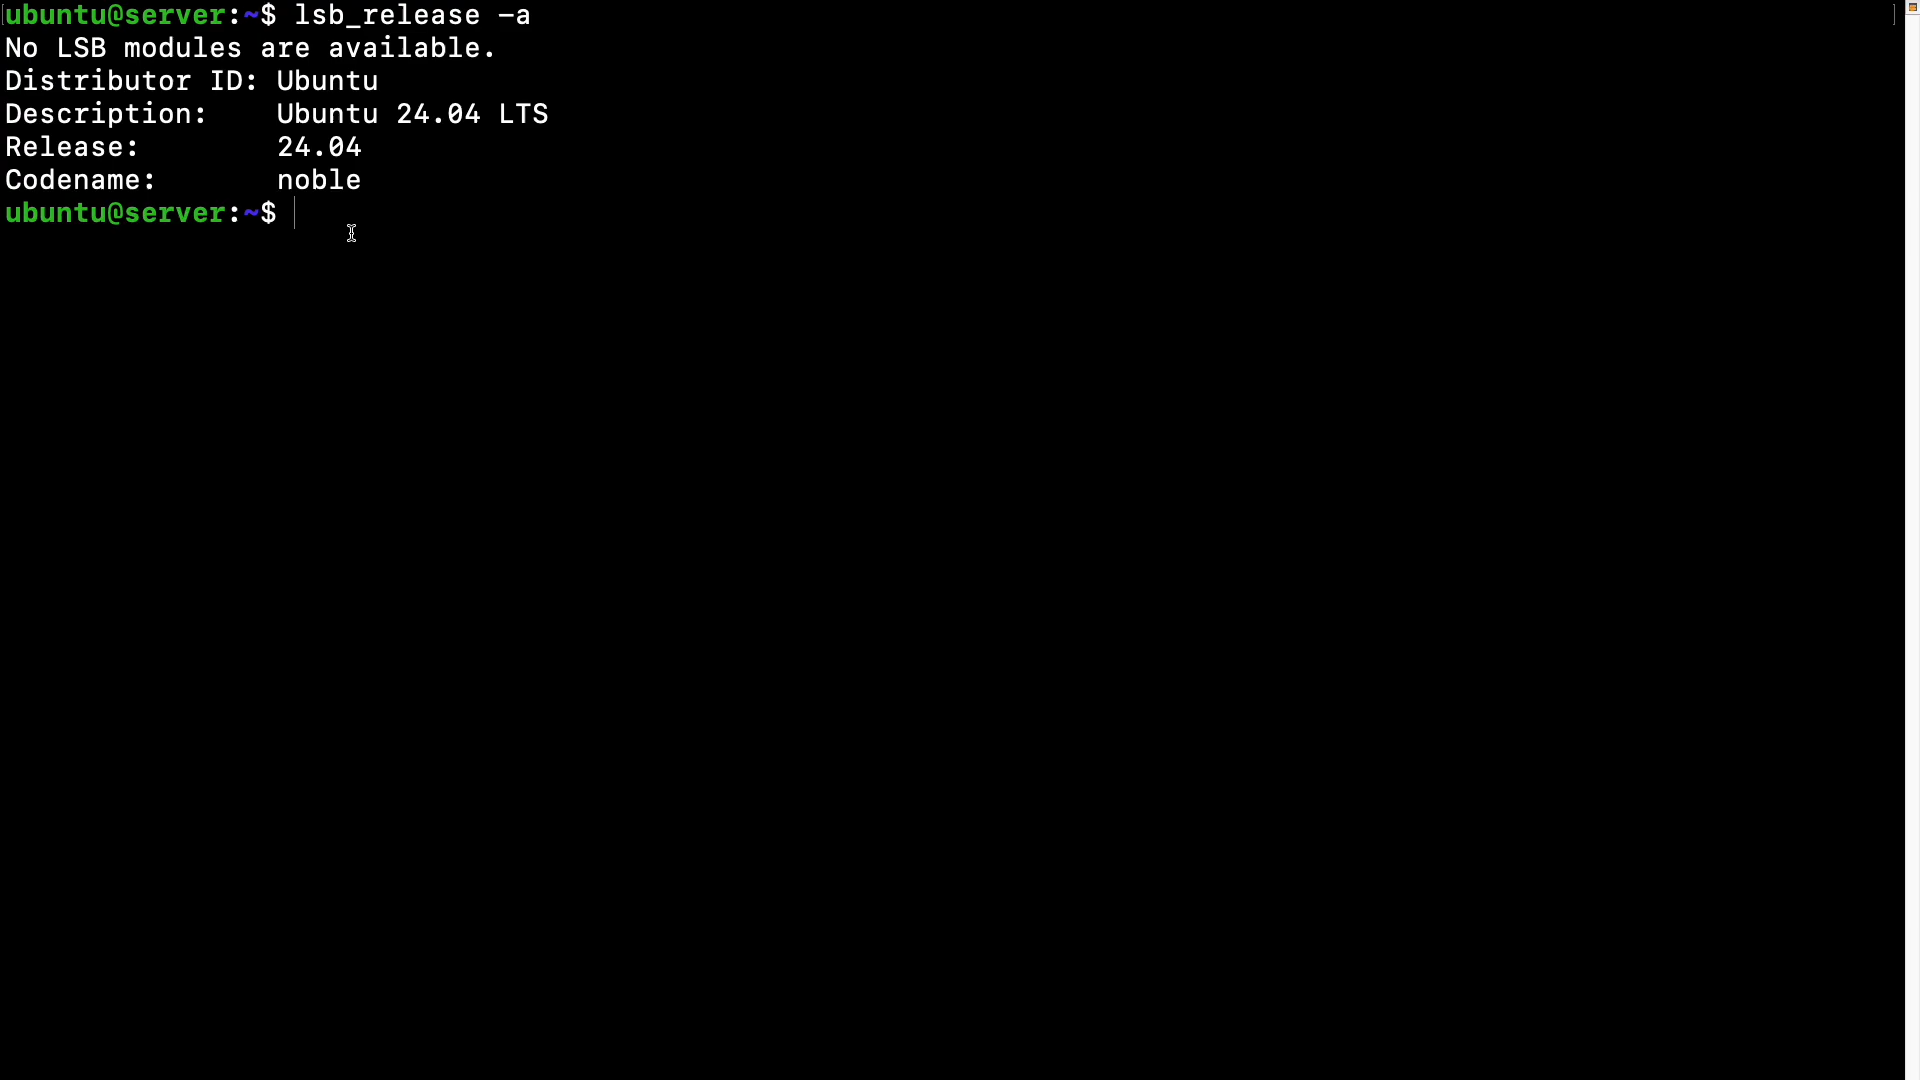 ubuntu@server:~$ lsb_release -a
No LSB modules are available.
Distributor ID: Ubuntu
Description:    Ubuntu 24.04 LTS
Release:        24.04
Codename:       noble
ubuntu@server:~$